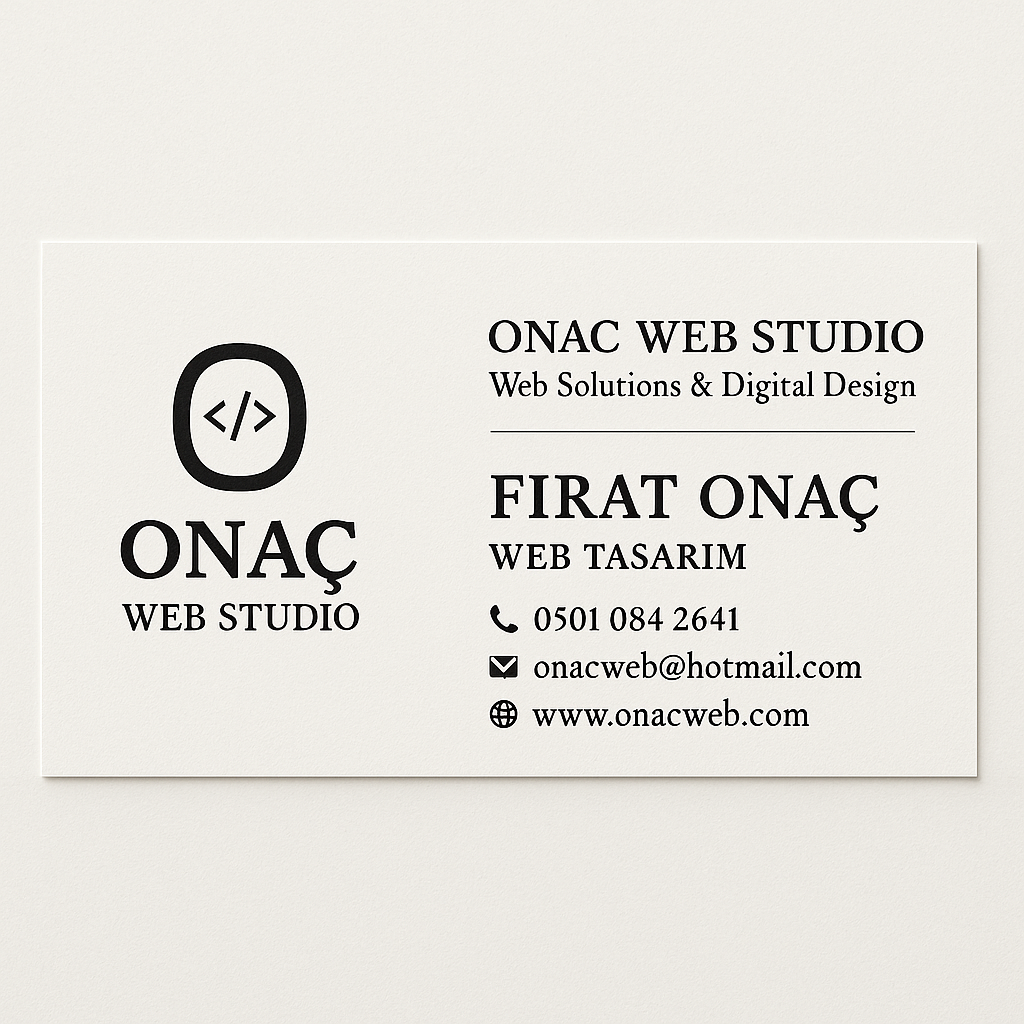 </>
ONAÇ
WEB STUDIO
ONAC WEB STUDIO
Web Solutions & Digital Design
FIRAT ONAÇ
WEB TASARIM
0501 084 2641
onacweb@hotmail.com
www.onacweb.com